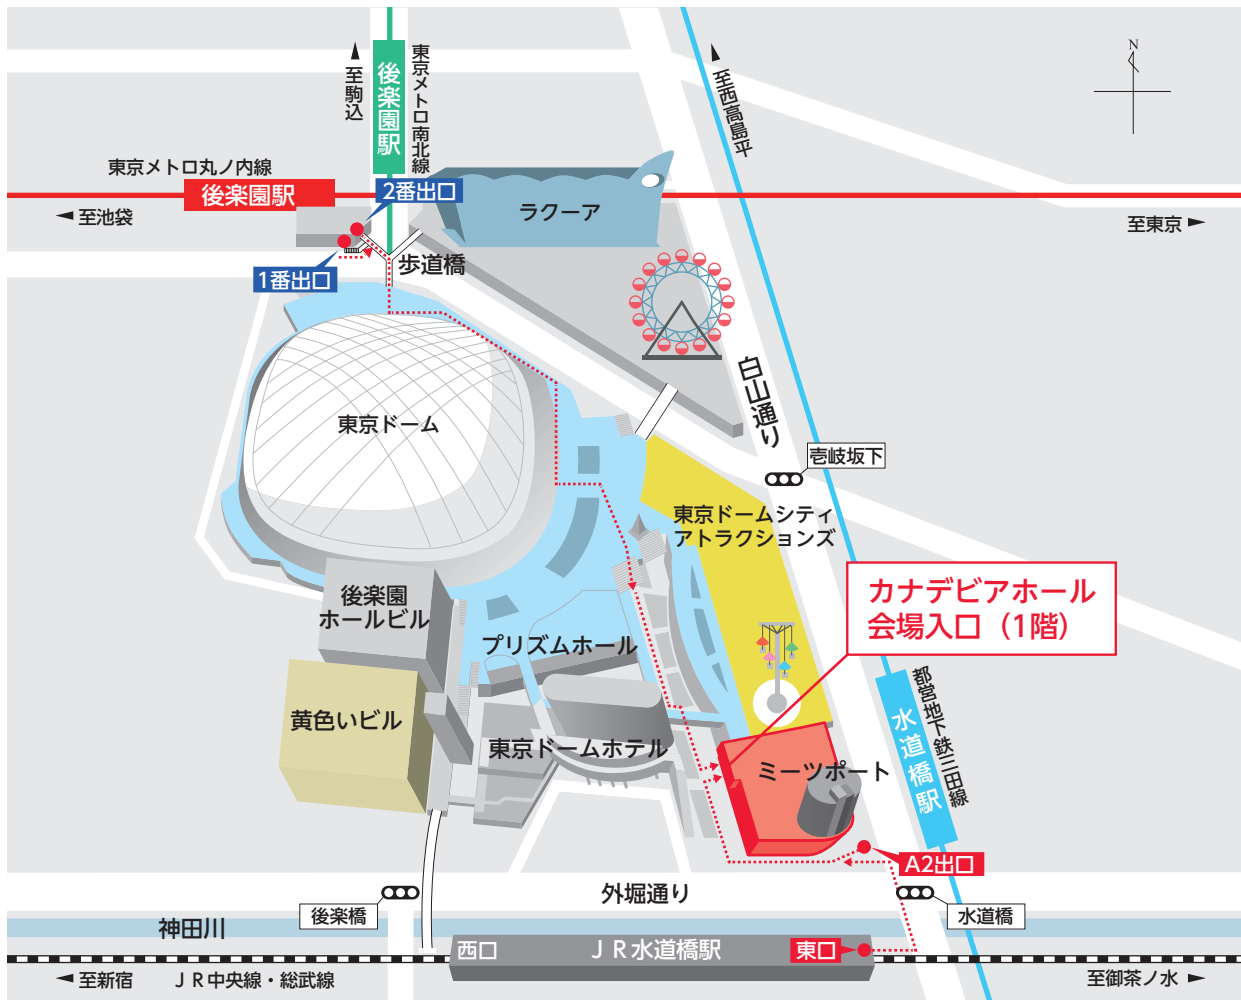 N
至駒込
後楽園駅
東京メトロ南北線
至西高島平
東京メトロ丸ノ内線
後楽園駅
2番出口
至池袋
ラクーア
至東京
歩道橋
1番出口
白山通り
東京ドーム
壱岐坂下
東京ドームシティ
アトラクションズ
カナデビアホール
会場入口（1階）
後楽園
ホールビル
プリズムホール
黄色いビル
東京ドームホテル
ミーツポート
水道橋駅
都営地下鉄三田線
A2出口
外堀通り
後楽橋
水道橋
神田川
西口
ＪＲ水道橋駅
東口
至新宿
ＪＲ中央線・総武線
至御茶ノ水